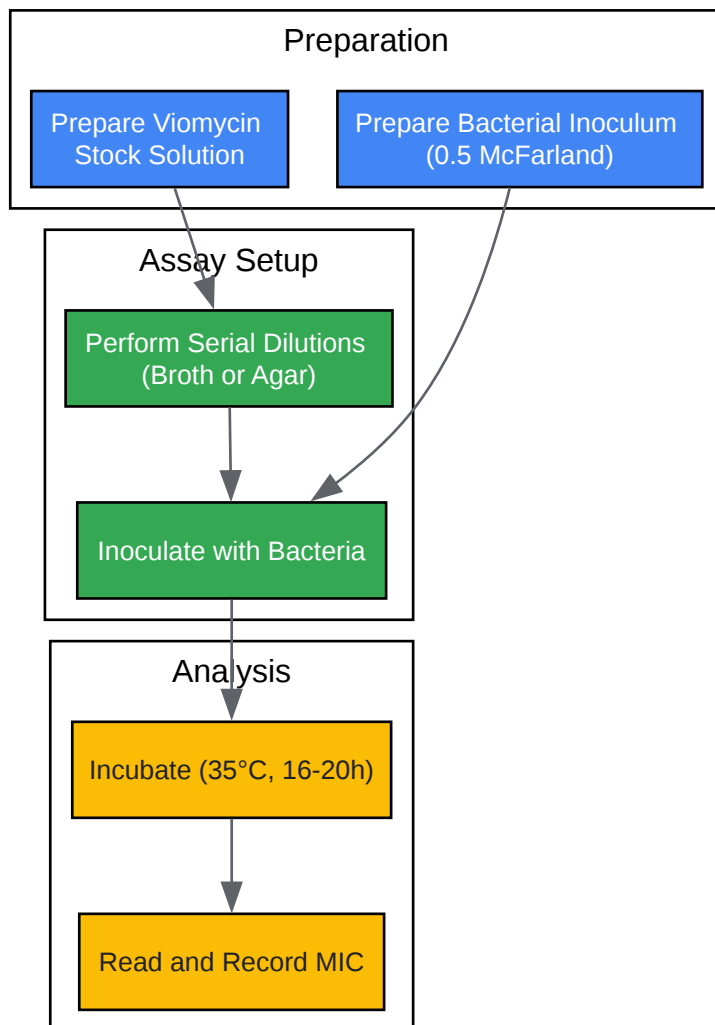 Preparation
Prepare Viomycin
Stock Solution
Prepare Bacterial Inoculum
(0.5 McFarland)
Assay Setup
Perform Serial Dilutions
(Broth or Agar)
Inoculate with Bacteria
Analysis
Incubate (35°C, 16-20h)
Read and Record MIC